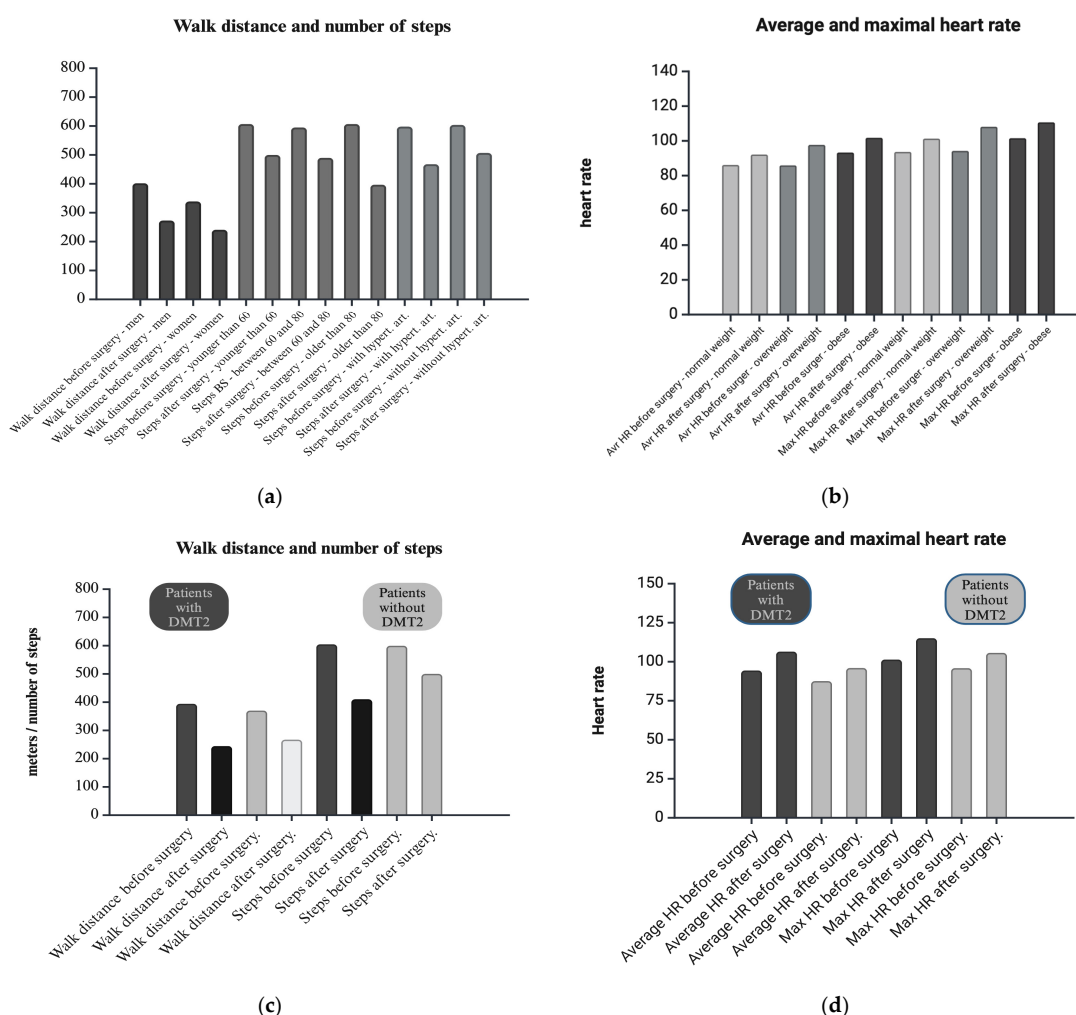 Walk distance and number of steps
800
700
600
500
400
300
200
100
0
Walk distance before surgery - men
Walk distance after surgery - men
Walk distance before surgery - women
Walk distance after surgery - women
Steps before surgery - younger than 60
Steps after surgery - younger than 60
Steps BS - between 60 and 80
Steps after surgery - between 60 and 80
Steps before surgery - older than 80
Steps after surgery - older than 80
Steps before surgery - with hypert. art.
Steps after surgery - with hypert. art.
Steps before surgery - without hypert. art.
Steps after surgery - without hypert. art.
(a)
Average and maximal heart rate
heart rate
140
120
100
80
60
40
20
0
Avr HR before surgery - normal weight
Avr HR after surgery - normal weight
Avr HR before surger - overweight
Avr HR after surgery - overweight
Avr HR before surger - obese
Avr HR after surgery - obese
Max HR before surgery - normal weight
Max HR after surgery - normal weight
Max HR before surger - overweight
Max HR after surgery - overweight
Max HR before surger - obese
Max HR after surgery - obese
(b)
Walk distance and number of steps
meters / number of steps
800
700
600
500
400
300
200
100
0
Patients
with
DMT2
Patients
without
DMT2
Walk distance before surgery
Walk distance after surgery
Walk distance before surgery.
Walk distance after surgery.
Steps before surgery
Steps after surgery
Steps before surgery.
Steps after surgery.
(c)
Average and maximal heart rate
Heart rate
150
125
100
75
50
25
0
Patients
with
DMT2
Patients
without
DMT2
Average HR before surgery
Average HR after surgery
Average HR before surgery.
Average HR after surgery.
Max HR before surgery
Max HR after surgery
Max HR before surgery.
Max HR after surgery.
(d)